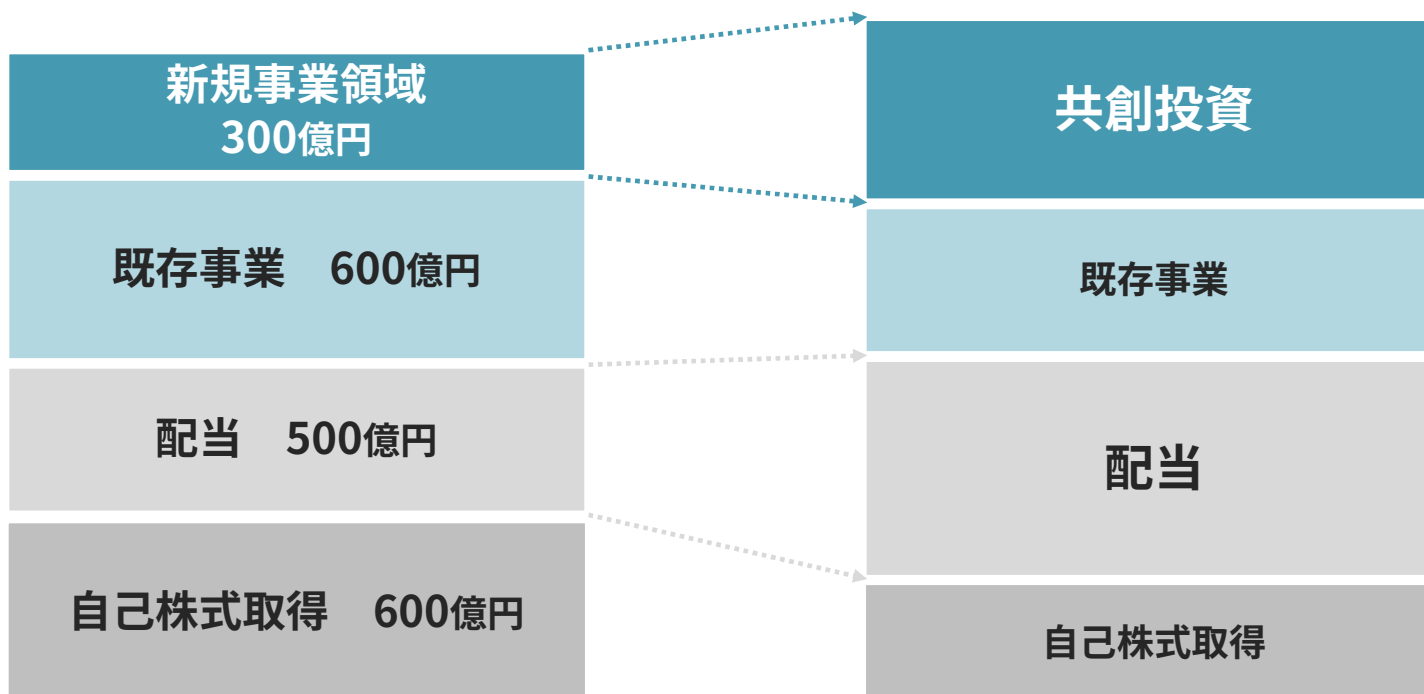 新規事業領域
300億円
既存事業　600億円
配当　500億円
自己株式取得　600億円
共創投資
既存事業
配当
自己株式取得